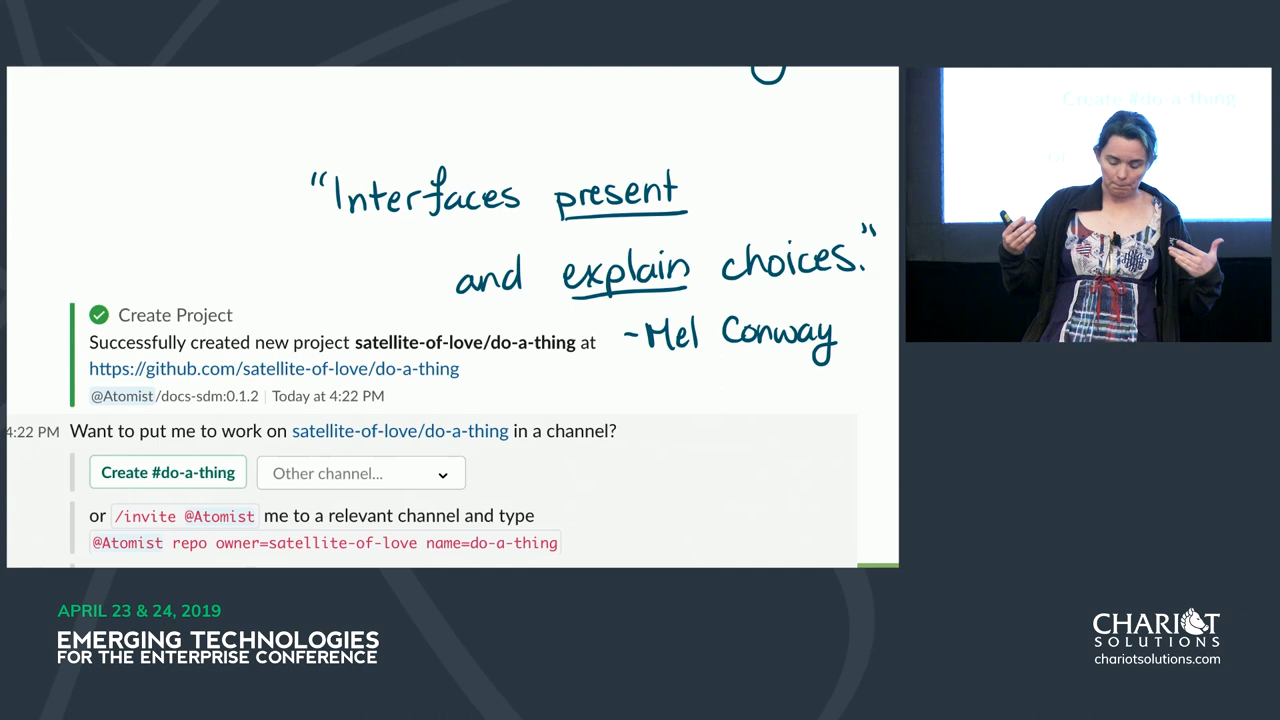 “Interfaces present
and explain choices.”
~Mel Conway
Create Project
Successfully created new project satellite-of-love/do-a-thing at
https://github.com/satellite-of-love/do-a-thing
@Atomist/docs-sdm:0.1.2 | Today at 4:22 PM
4:22 PM Want to put me to work on satellite-of-love/do-a-thing in a channel?
Create #do-a-thing Other channel...
or /invite @Atomist me to a relevant channel and type
@Atomist repo owner=satellite-of-love name=do-a-thing
Create #do-a-thing
or
APRIL 23 & 24, 2019
EMERGING TECHNOLOGIES
FOR THE ENTERPRISE CONFERENCE
CHARIOT
SOLUTIONS
chariotsolutions.com